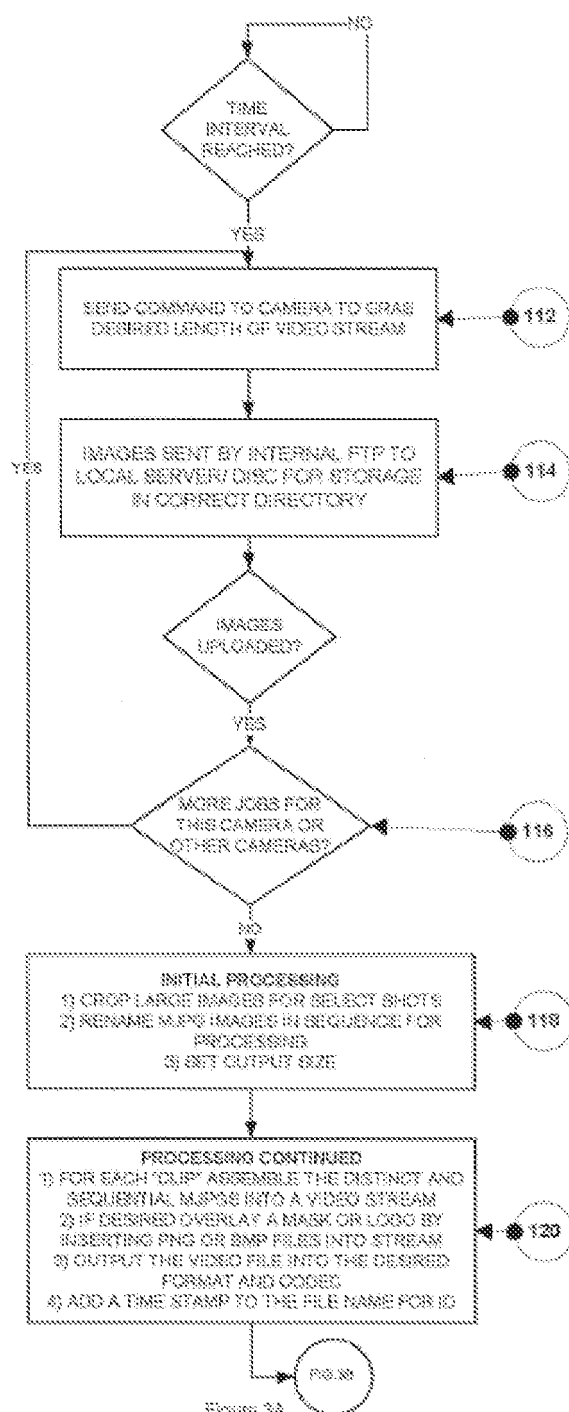 NO
TIME
INTERVAL
REACHED?
YES
SEND COMMAND TO CAMERA TO GRAB
DESIRED LENGTH OF VIDEO STREAM
112
YES
IMAGES SENT BY INTERNAL FTP TO
LOCAL SERVER/ DISC FOR STORAGE
IN CORRECT DIRECTORY
114
IMAGES
UPLOADED?
YES
MORE JOBS FOR
THIS CAMERA OR
OTHER CAMERAS?
116
NO
INITIAL PROCESSING
1) CROP LARGE IMAGES FOR SELECT SHOTS
2) RENAME MJPG IMAGES IN SEQUENCE FOR
PROCESSING
3) SET OUTPUT SIZE
118
PROCESSING CONTINUED
1) FOR EACH "CLIP" ASSEMBLE THE DISTINCT AND
SEQUENTIAL MJPGS INTO A VIDEO STREAM
2) IF DESIRED OVERLAY A MASK OR LOGO BY
INSERTING PNG OR BMP FILES INTO STREAM
3) OUTPUT THE VIDEO FILE INTO THE DESIRED
FORMAT AND CODEC
4) ADD A TIME STAMP TO THE FILE NAME FOR ID
120
FIG.3B
Figure 3A